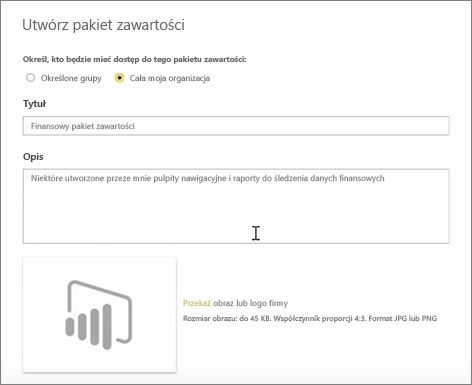 Utwórz pakiet zawartości
Określ, kto będzie mieć dostęp do tego pakietu zawartości:
Określone grupy Cała moja organizacja
Tytuł
Finansowy pakiet zawartości
Opis
Niektóre utworzone przeze mnie pulpity nawigacyjne i raporty do śledzenia danych finansowych
Przekaż obraz lub logo firmy
Rozmiar obrazu: do 45 KB. Współczynnik proporcji 4:3. Format JPG lub PNG